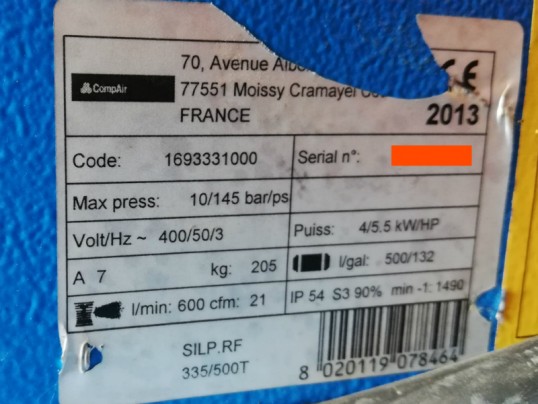 70, Avenue
CompAir
77551 Moissy Cramayel
FRANCE
CE
2013
Code: 1693331000
Serial n°:
Max press: 10/145 bar/ps
Volt/Hz ~ 400/50/3
Puiss: 4/5.5 kW/HP
A 7 kg: 205
l/gal: 500/132
l/min: 600 cfm: 21
IP 54 S3 90% min -1: 1490
SILP.RF
335/500T
8 020119 078464